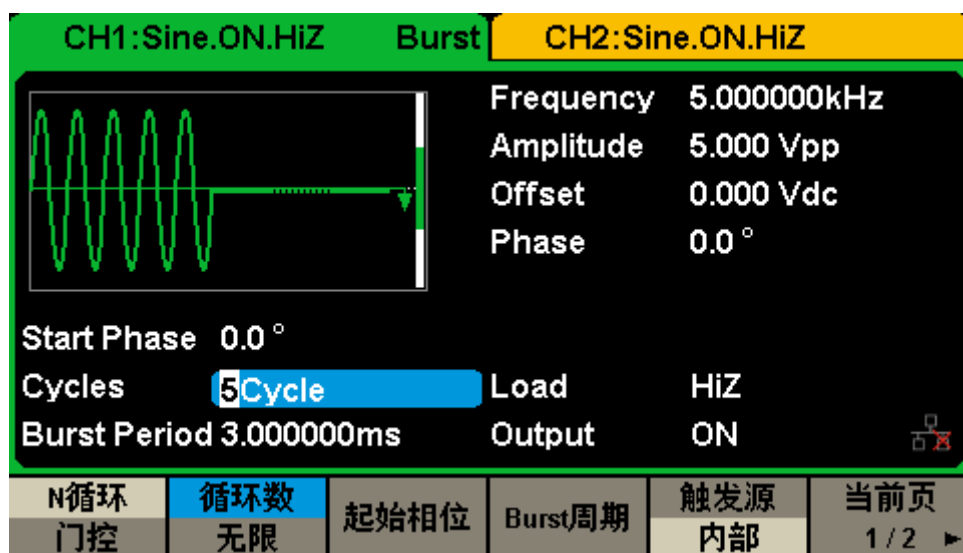 CH1:Sine.ON.HiZ Burst CH2:Sine.ON.HiZ
Frequency 5.000000kHz
Amplitude 5.000 Vpp
Offset 0.000 Vdc
Phase 0.0 °
Start Phase 0.0 °
Cycles 5Cycle Load HiZ
Burst Period 3.000000ms Output ON
N循环 循环数 起始相位 Burst周期 触发源 当前页
门控 无限 内部 1 / 2 ►